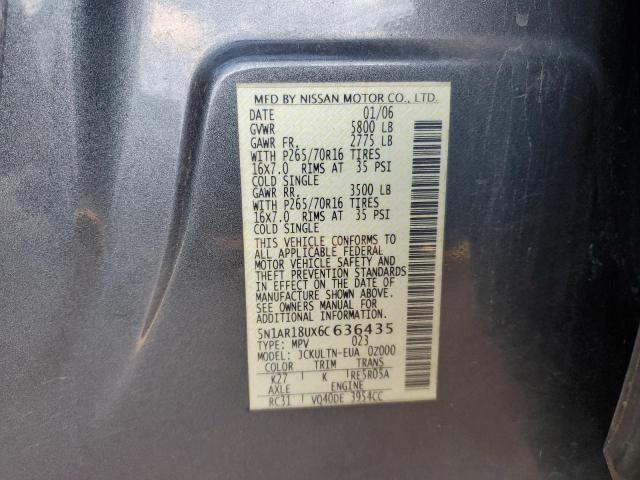 MFD BY NISSAN MOTOR CO., LTD.
DATE 01/06
GVWR 5800 LB
GAWR FR. 2775 LB
WITH P265/70R16 TIRES
16X7.0 RIMS AT 35 PSI
COLD SINGLE
GAWR RR. 3500 LB
WITH P265/70R16 TIRES
16X7.0 RIMS AT 35 PSI
COLD SINGLE
THIS VEHICLE CONFORMS TO
ALL APPLICABLE FEDERAL
MOTOR VEHICLE SAFETY AND
THEFT PREVENTION STANDARDS
IN EFFECT ON THE DATE OF
MANUFACTURE SHOWN ABOVE.
SEE OWNERS MANUAL FOR
ADDITIONAL INFORMATION
5N1AR18UX6C 636435
TYPE: MPV 023
MODEL: JCKULTN-EUA 0Z000
COLOR TRIM TRANS
K27 K RE5R05A
AXLE ENGINE
RC31 VQ40DE 3954CC